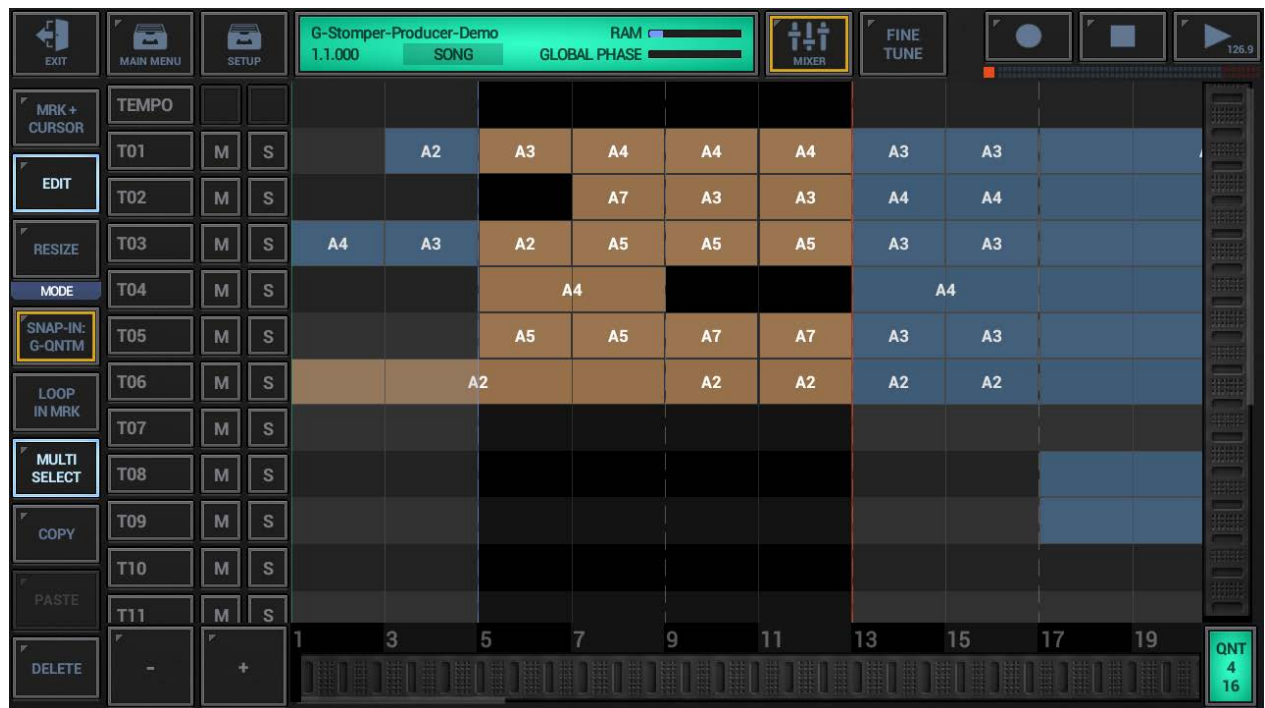 EXIT
MAIN MENU
SETUP
G-Stomper-Producer-Demo
RAM
1.1.000
SONG
GLOBAL PHASE
MIXER
FINE
TUNE
126.9
MRK +
CURSOR
EDIT
RESIZE
MODE
SNAP-IN:
G-QNTM
LOOP
IN MRK
MULTI
SELECT
COPY
PASTE
DELETE
TEMPO
T01 M S A2 A3 A4 A4 A4 A3 A3
T02 M S A7 A3 A3 A4 A4
T03 M S A4 A3 A2 A5 A5 A5 A3 A3
T04 M S A4 A4
T05 M S A5 A5 A7 A7 A3 A3
T06 M S A2 A2 A2 A2 A2
T07 M S
T08 M S
T09 M S
T10 M S
T11 M S
- +
1 3 5 7 9 11 13 15 17 19
QNT
4
16